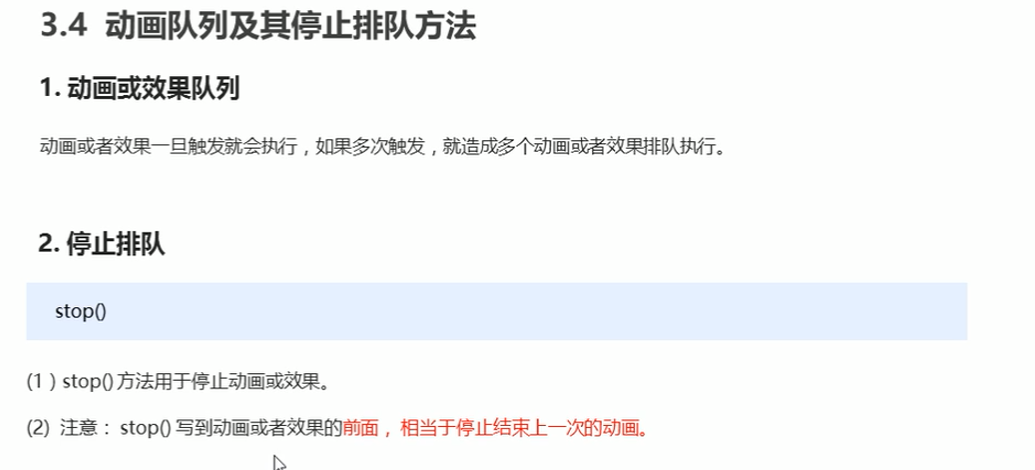 3.4 动画队列及其停止排队方法
1. 动画或效果队列
动画或者效果一旦触发就会执行，如果多次触发，就造成多个动画或者效果排队执行。
2. 停止排队
stop()
(1 ) stop() 方法用于停止动画或效果。
(2) 注意： stop() 写到动画或者效果的前面， 相当于停止结束上一次的动画。